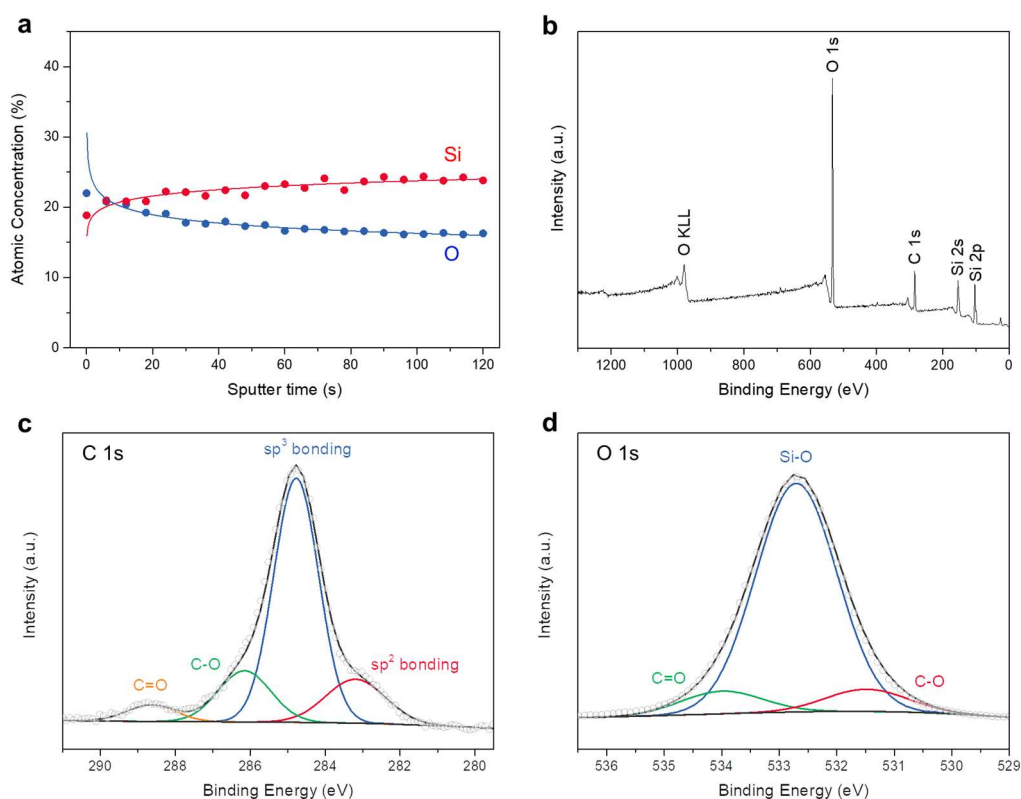 a
40
30
20
10
0
Atomic Concentration (%)
Si
O
0 20 40 60 80 100 120
Sputter time (s)
b
Intensity (a.u.)
O KLL
O 1s
C 1s
Si 2s
Si 2p
1200 1000 800 600 400 200 0
Binding Energy (eV)
c
C 1s
sp³ bonding
C-O
C=O
sp² bonding
Intensity (a.u.)
290 288 286 284 282 280
Binding Energy (eV)
d
O 1s
Si-O
C=O
C-O
Intensity (a.u.)
536 535 534 533 532 531 530 529
Binding Energy (eV)